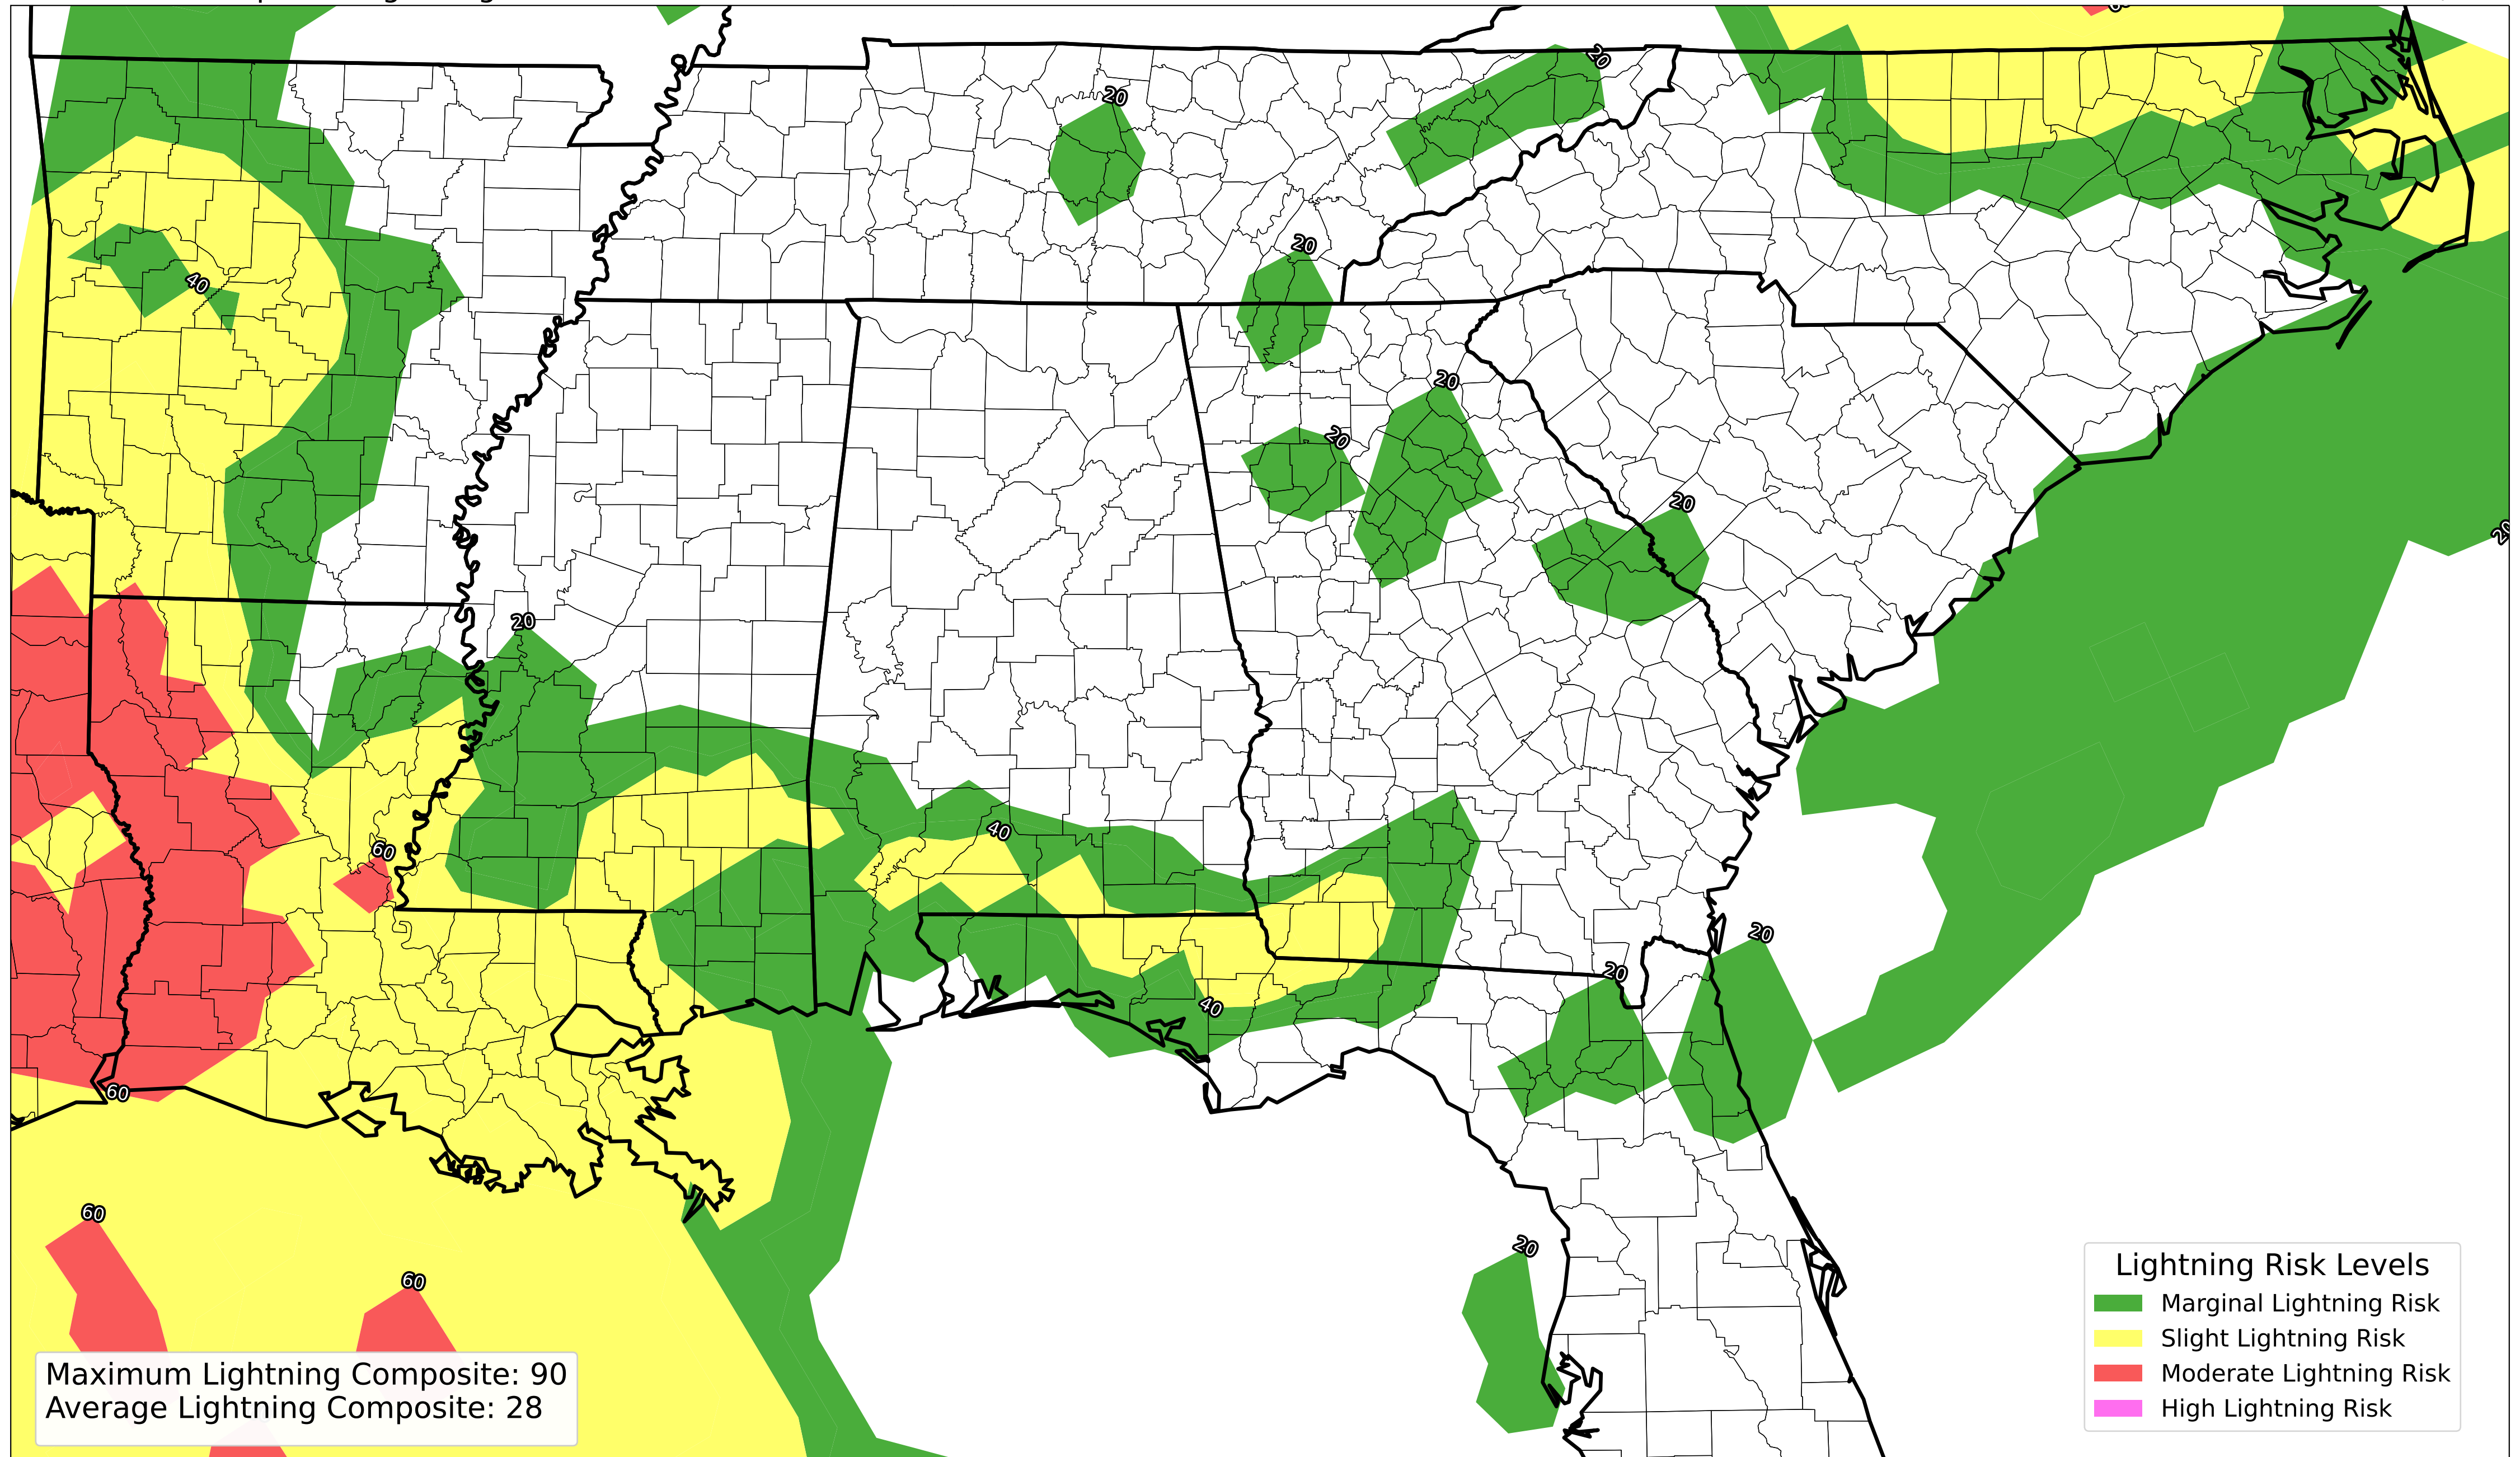 20
20
20
40
20
20
20
20
20
40
60
20
20
40
60
60
20
60
Lightning Risk Levels
Marginal Lightning Risk
Slight Lightning Risk
Moderate Lightning Risk
High Lightning Risk
Maximum Lightning Composite: 90
Average Lightning Composite: 28